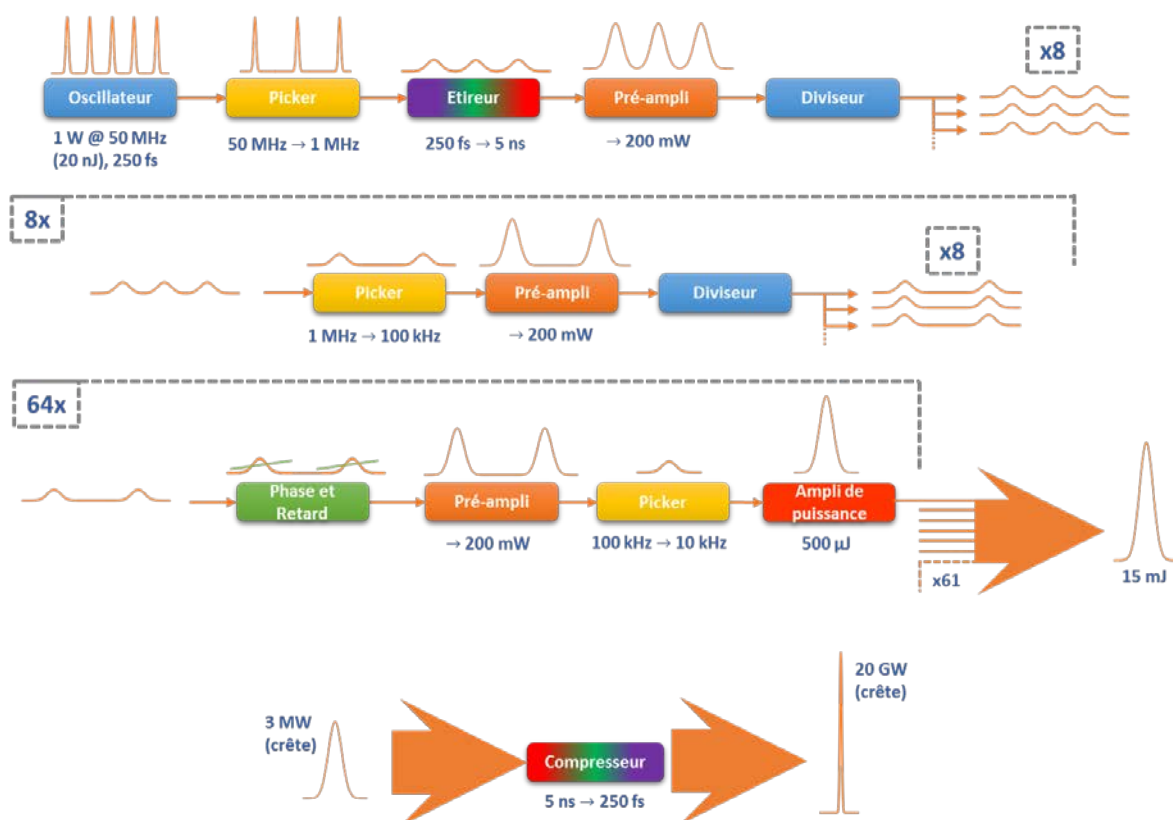 x8
Oscillateur
Picker
Etireur
Pré-ampli
Diviseur
1 W @ 50 MHz
(20 nJ), 250 fs
50 MHz → 1 MHz
250 fs → 5 ns
→ 200 mW
8x
x8
Picker
Pré-ampli
Diviseur
1 MHz → 100 kHz
→ 200 mW
64x
Phase et
Retard
Pré-ampli
Picker
Ampli de
puissance
→ 200 mW
100 kHz → 10 kHz
500 µJ
x61
15 mJ
20 GW
(crête)
3 MW
(crête)
Compresseur
5 ns → 250 fs